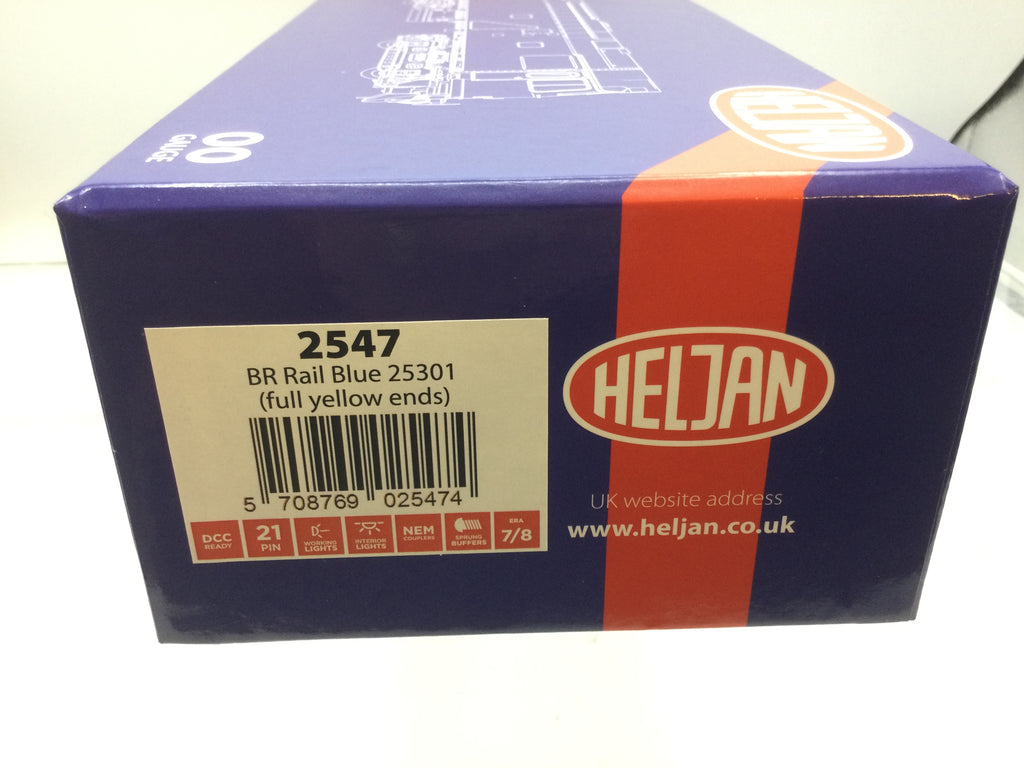 OO
GAUGE
HELJAN
2547
BR Rail Blue 25301
(full yellow ends)
5 708769 025474
DCC
READY
21
PIN
WORKING
LIGHTS
INTERIOR
LIGHTS
NEM
COUPLERS
SPRUNG
BUFFERS
ERA
7/8
HELJAN
UK website address
www.heljan.co.uk